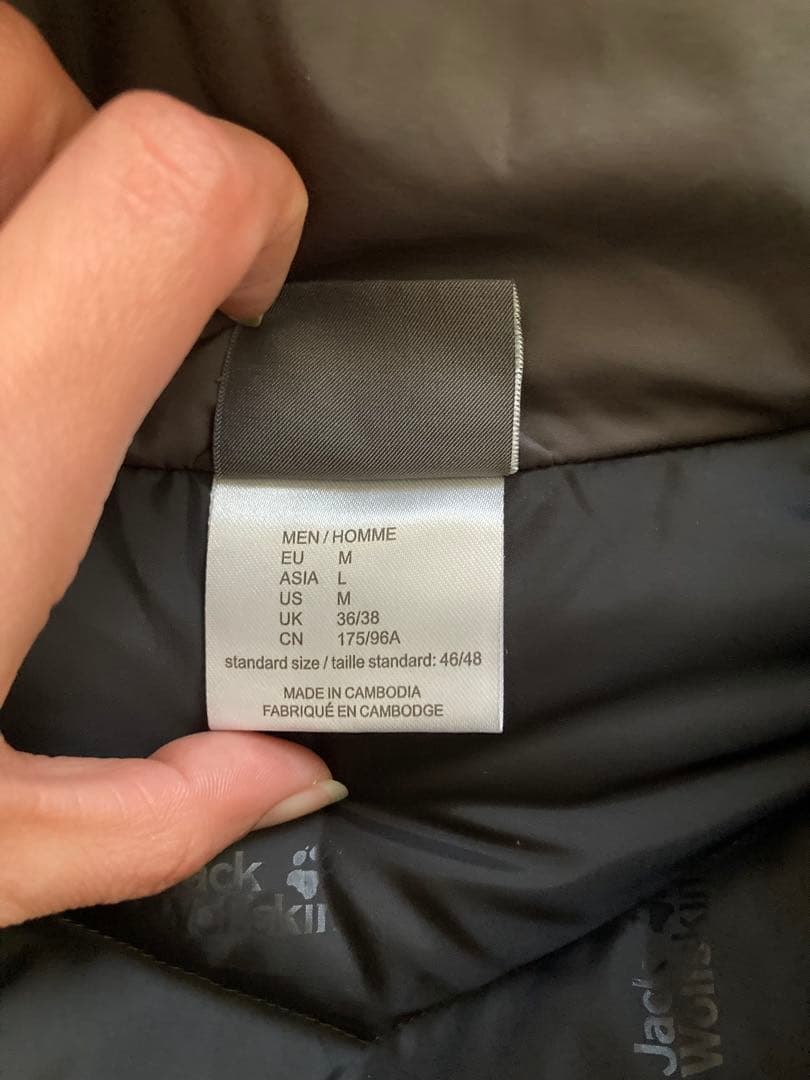 MEN / HOMME
EU M
ASIA L
US M
UK 36/38
CN 175/96A
standard size / taille standard: 46/48
MADE IN CAMBODIA
FABRIQUÉ EN CAMBODGE
Jack
Wolfskin
Jack
Wolfskin